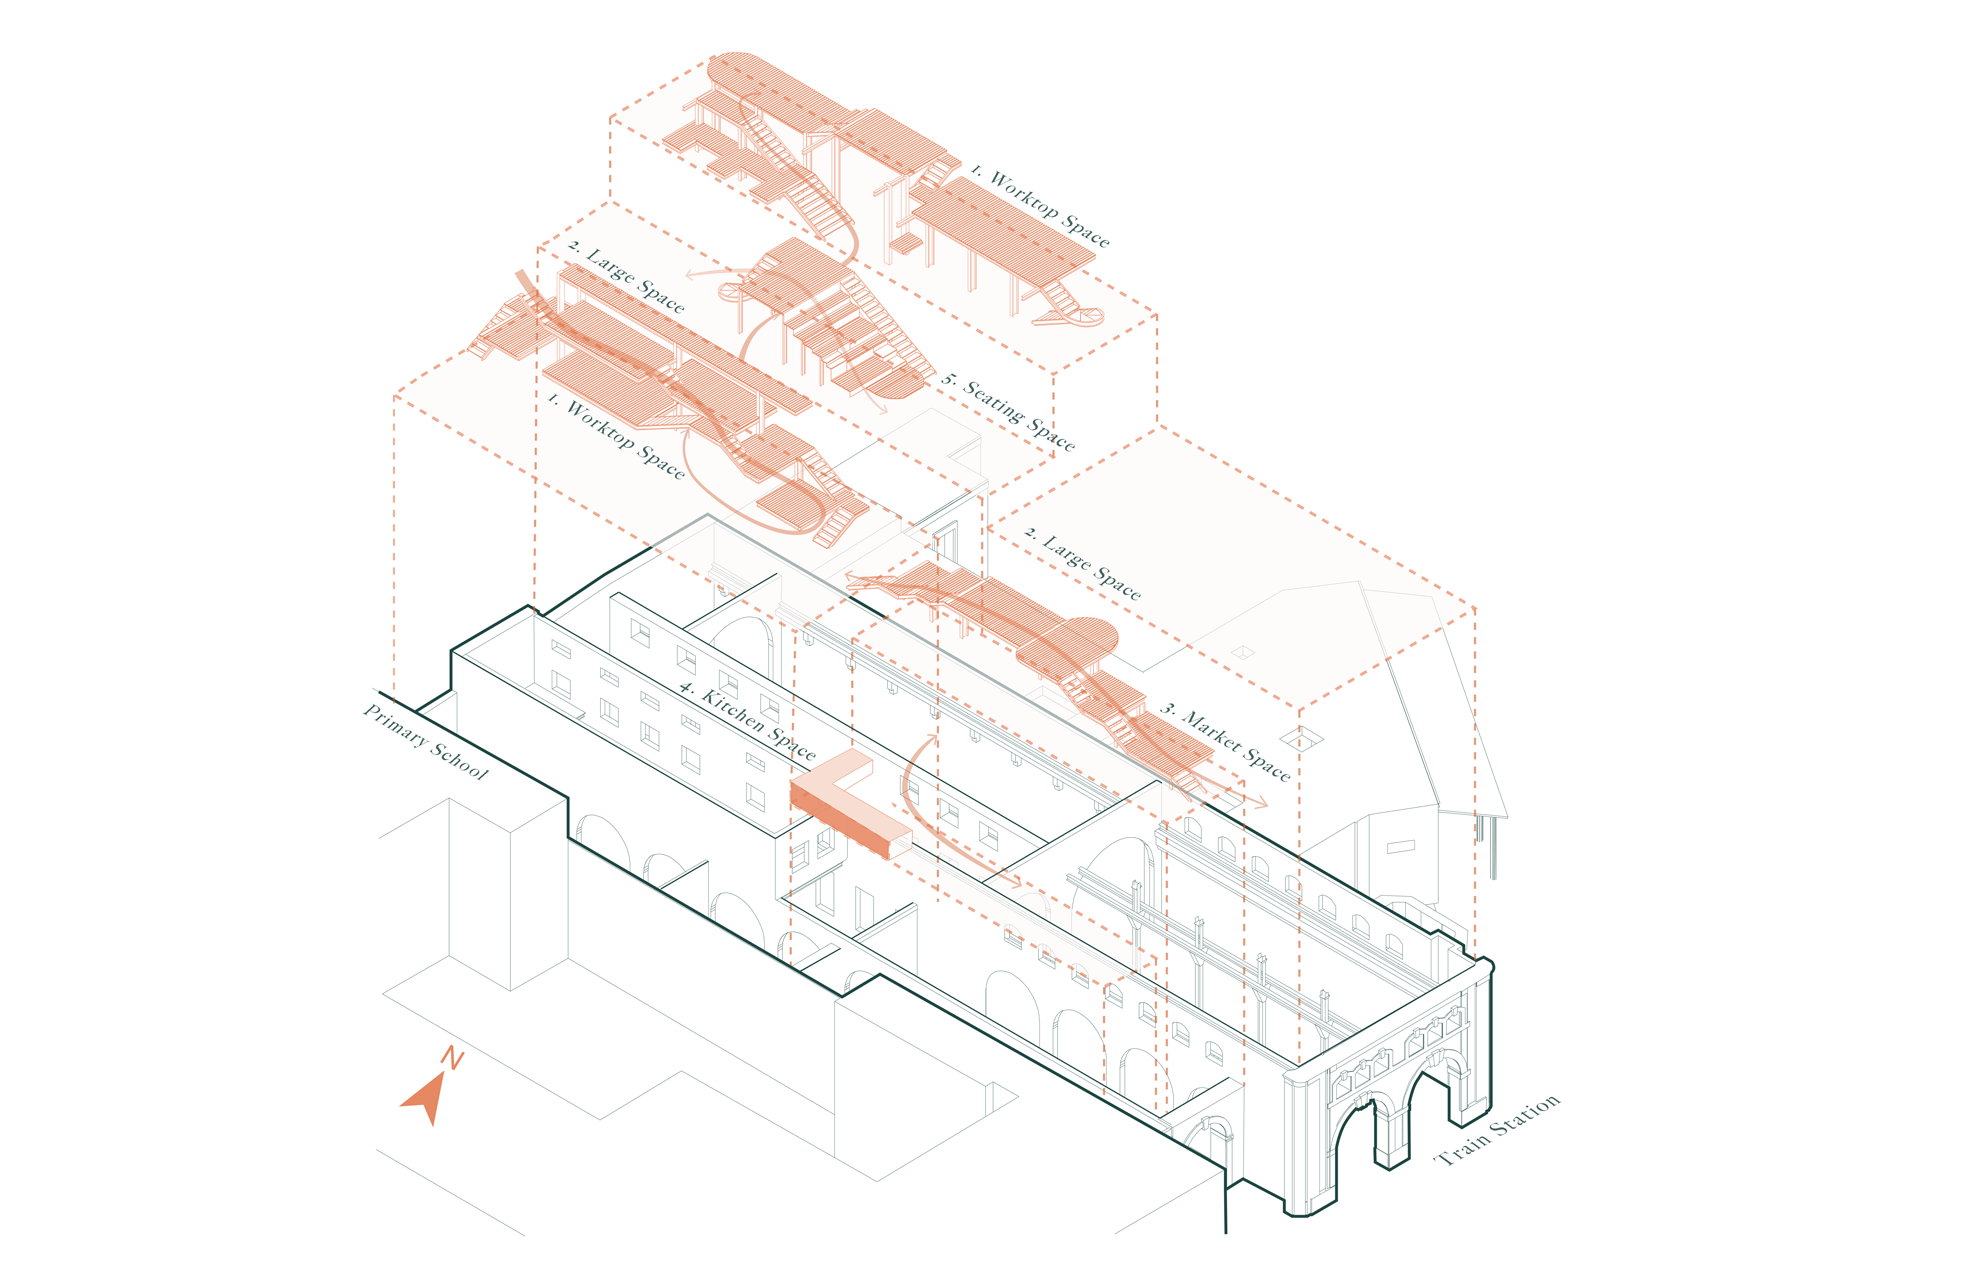 1. Worktop Space
2. Large Space
5. Seating Space
1. Worktop Space
2. Large Space
3. Market Space
4. Kitchen Space
Primary School
N
Train Station